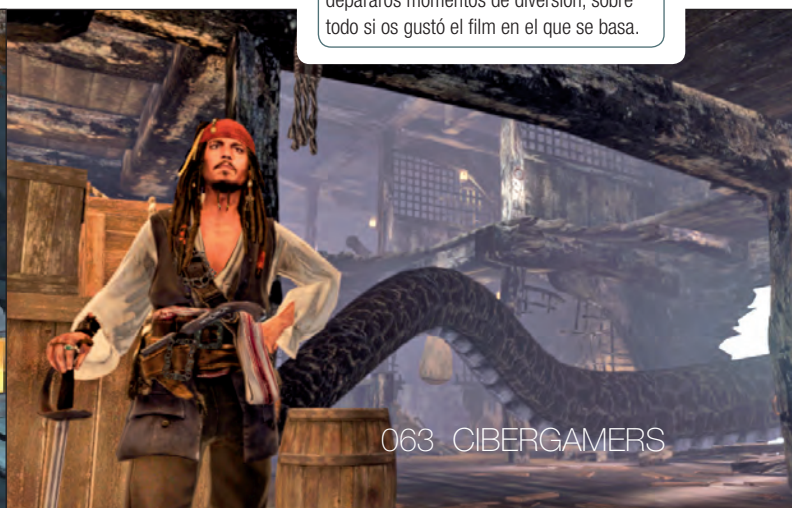 depararos momentos de diversión, sobre
todo si os gustó el film en el que se basa.
063 CIBERGAMERS